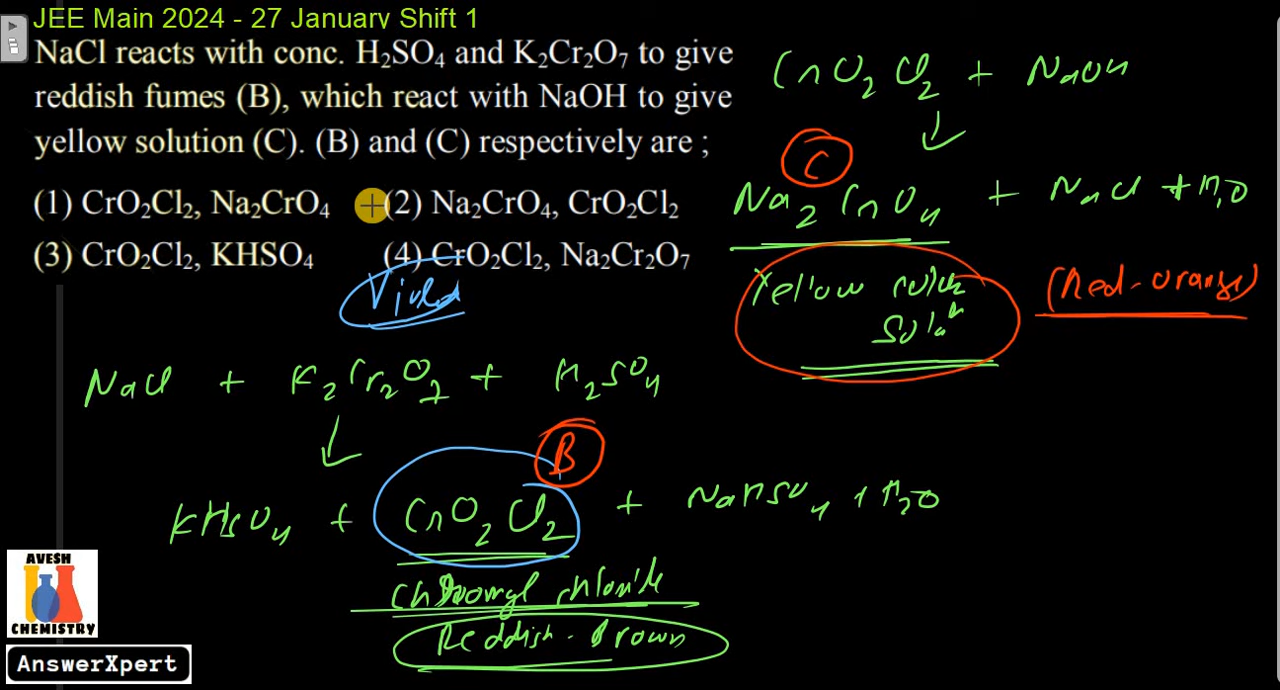 JEE Main 2024 - 27 January Shift 1
NaCl reacts with conc. H₂SO₄ and K₂Cr₂O₇ to give
reddish fumes (B), which react with NaOH to give
yellow solution (C). (B) and (C) respectively are ;
(1) CrO₂Cl₂, Na₂CrO₄ (2) Na₂CrO₄, CrO₂Cl₂
(3) CrO₂Cl₂, KHSO₄ (4) CrO₂Cl₂, Na₂Cr₂O₇
CrO₂Cl₂ + NaOH
C
Na₂CrO₄ + NaCl + H₂O
Yellow
Solⁿ
(Red-orange)
NaCl + K₂Cr₂O₇ + H₂SO₄
B
KHSO₄ + CrO₂Cl₂ + NaHSO₄ + H₂O
Chromyl chloride
Reddish-Brown
AVESH
CHEMISTRY
AnswerXpert